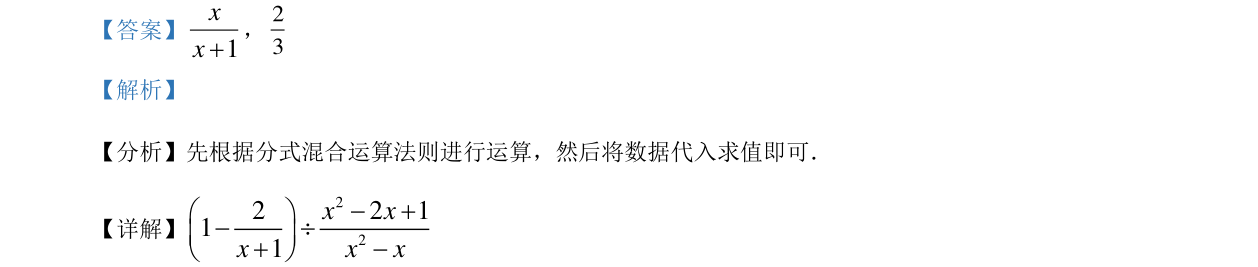 【答案】$\frac{x}{x+1}$，$\frac{2}{3}$
【解析】
【分析】先根据分式混合运算法则进行运算，然后将数据代入求值即可．
【详解】$\left(1-\frac{2}{x+1}\right)\div\frac{x^2-2x+1}{x^2-x}$